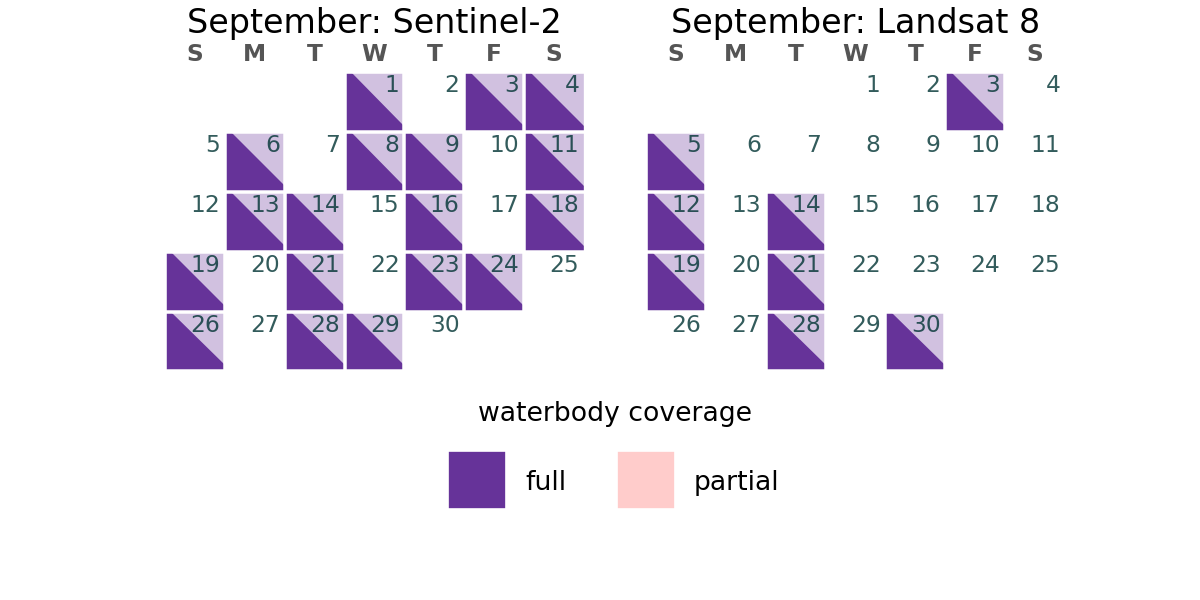 September: Sentinel-2
S M T W T F S
1 2 3 4
5 6 7 8 9 10 11
12 13 14 15 16 17 18
19 20 21 22 23 24 25
26 27 28 29 30
September: Landsat 8
S M T W T F S
1 2 3 4
5 6 7 8 9 10 11
12 13 14 15 16 17 18
19 20 21 22 23 24 25
26 27 28 29 30
waterbody coverage
full partial